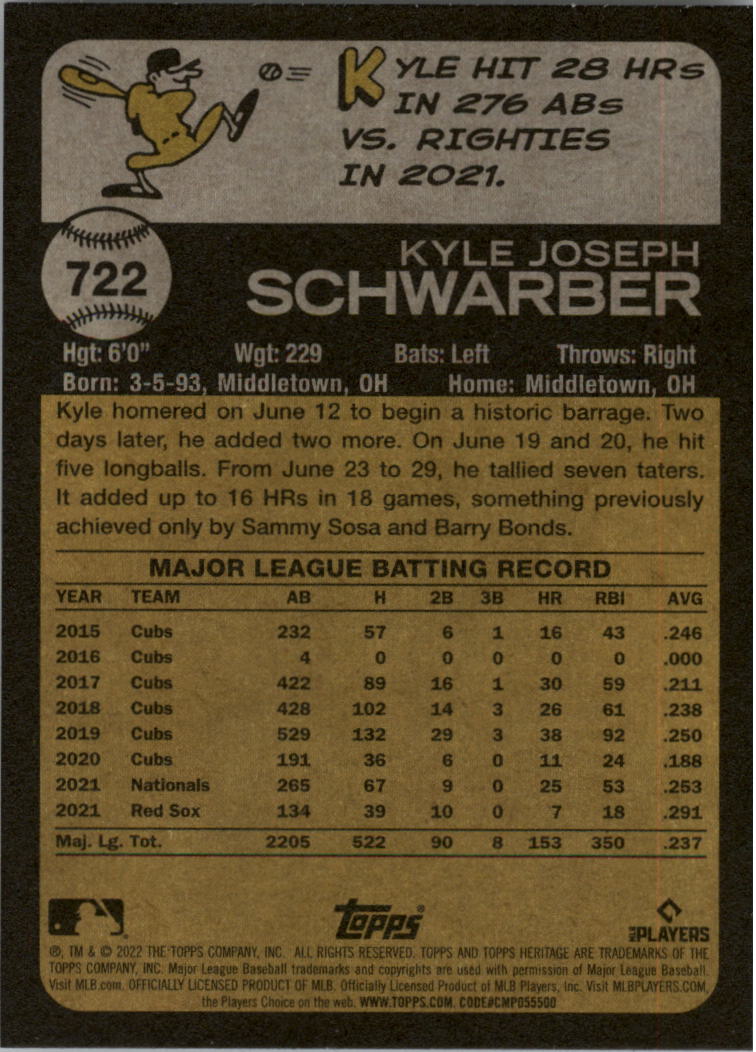 KYLE HIT 28 HRs
IN 276 ABs
VS. RIGHTIES
IN 2021.
722
KYLE JOSEPH
SCHWARBER
Hgt: 6'0" Wgt: 229 Bats: Left Throws: Right
Born: 3-5-93, Middletown, OH Home: Middletown, OH
Kyle homered on June 12 to begin a historic barrage. Two
days later, he added two more. On June 19 and 20, he hit
five longballs. From June 23 to 29, he tallied seven taters.
It added up to 16 HRs in 18 games, something previously
achieved only by Sammy Sosa and Barry Bonds.
MAJOR LEAGUE BATTING RECORD
YEAR TEAM AB H 2B 3B HR RBI AVG
2015 Cubs 232 57 6 1 16 43 .246
2016 Cubs 4 0 0 0 0 0 .000
2017 Cubs 422 89 16 1 30 59 .211
2018 Cubs 428 102 14 3 26 61 .238
2019 Cubs 529 132 29 3 38 92 .250
2020 Cubs 191 36 6 0 11 24 .188
2021 Nationals 265 67 9 0 25 53 .253
2021 Red Sox 134 39 10 0 7 18 .291
Maj. Lg. Tot. 2205 522 90 8 153 350 .237
Topps®
MLB PLAYERS
®, TM & © 2022 THE TOPPS COMPANY, INC. ALL RIGHTS RESERVED. TOPPS AND TOPPS HERITAGE ARE TRADEMARKS OF THE
TOPPS COMPANY, INC. Major League Baseball trademarks and copyrights are used with permission of Major League Baseball.
Visit MLB.com. OFFICIALLY LICENSED PRODUCT OF MLB. Officially Licensed Product of MLB Players, Inc. Visit MLBPLAYERS.COM,
the Players Choice on the web. WWW.TOPPS.COM. CODE#CMP055500